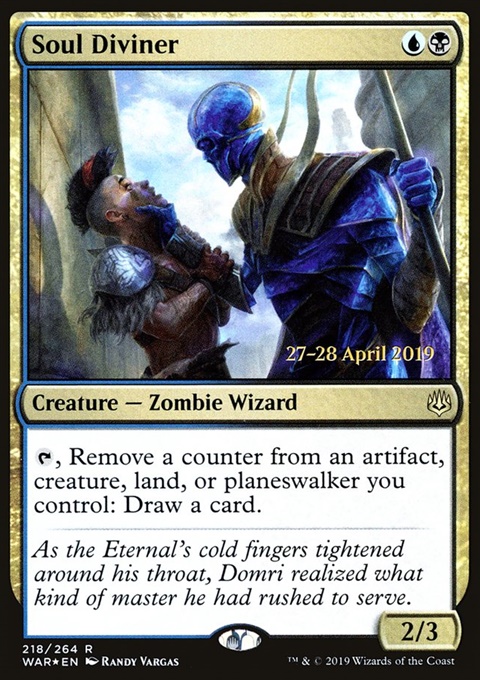 Soul Diviner
27–28 April 2019
Creature — Zombie Wizard
, Remove a counter from an artifact,
creature, land, or planeswalker you
control: Draw a card.
As the Eternal's cold fingers tightened
around his throat, Domri realized what
kind of master he had rushed to serve.
2/3
218/264 R
WAR★EN Randy Vargas
™ & © 2019 Wizards of the Coast